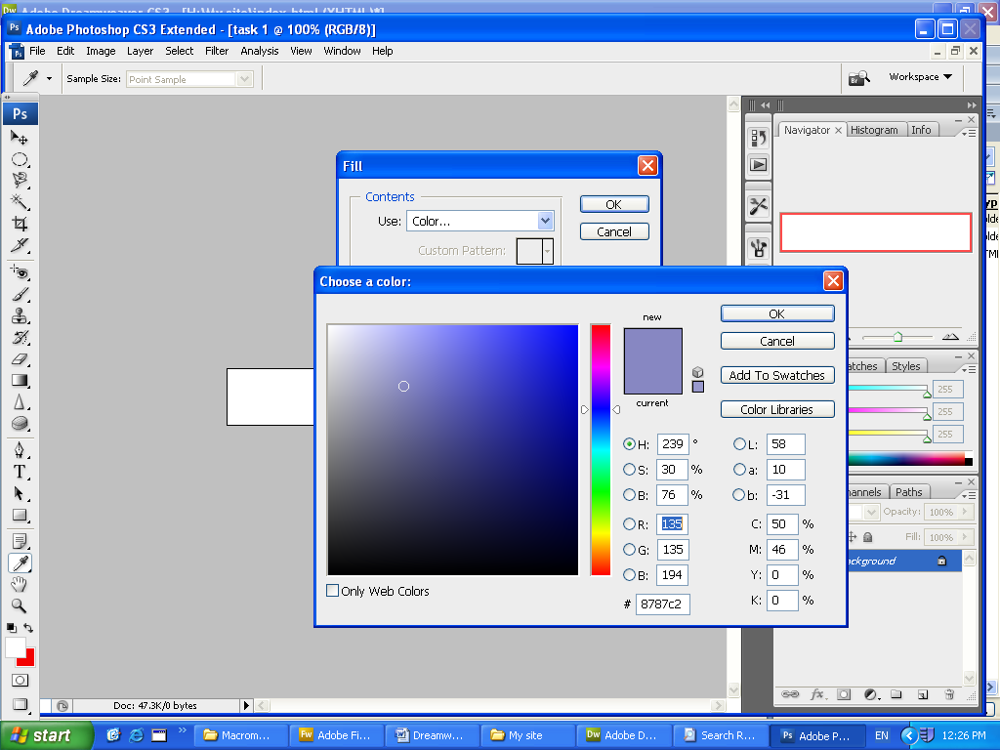 Adobe Dreamweaver CS3 - [H:\My site\index.html (XHTML)*]
Ps Adobe Photoshop CS3 Extended - [task 1 @ 100% (RGB/8)]
File Edit Image Layer Select Filter Analysis View Window Help
Sample Size: Point Sample
Workspace
Ps
Navigator Histogram Info
Fill
Contents
Use: Color...
Custom Pattern:
OK
Cancel
Choose a color:
new
current
OK
Cancel
Add To Swatches
Color Libraries
H: 239 °
S: 30 %
B: 76 %
R: 135
G: 135
B: 194
# 8787c2
L: 58
a: 10
b: -31
C: 50 %
M: 46 %
Y: 0 %
K: 0 %
Only Web Colors
Styles
255
255
255
Paths
Opacity: 100%
Fill: 100%
Doc: 47.3K/0 bytes
start
Macrom...
Fw Adobe Fi...
Dreamw...
My site
Dw Adobe D...
Search R...
Ps Adobe P...
EN
12:26 PM